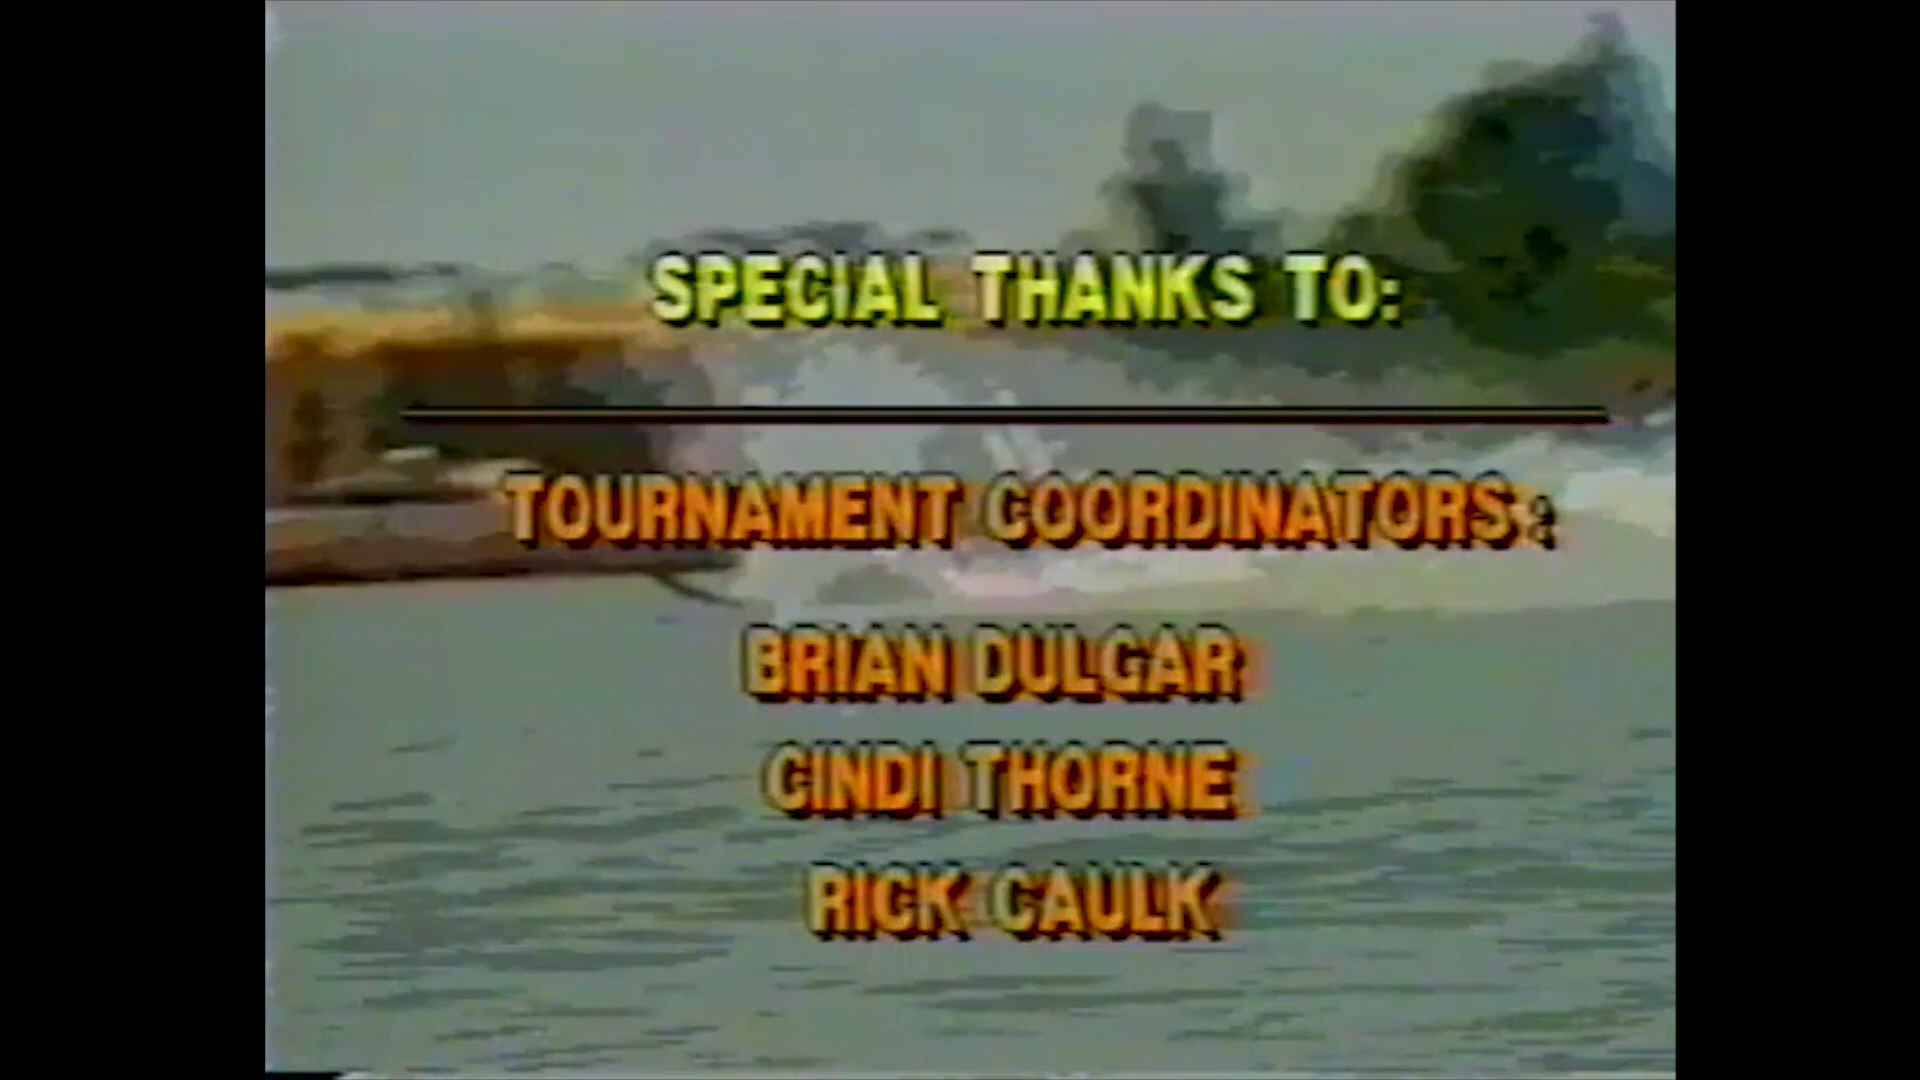 SPECIAL THANKS TO:
TOURNAMENT COORDINATORS:
BRIAN DULGAR
CINDI THORNE
RICK CAULK